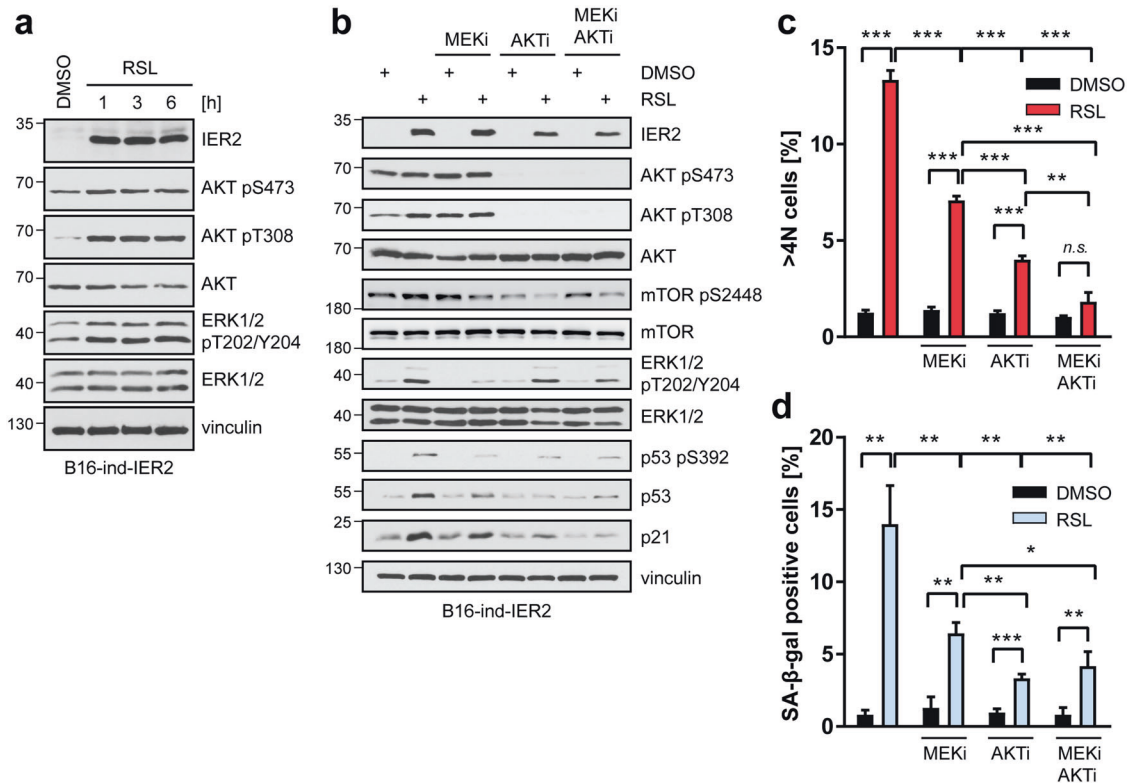 a
DMSO
RSL
1 3 6 [h]
35
IER2
70
AKT pS473
70
AKT pT308
70
AKT
40
ERK1/2
pT202/Y204
40
ERK1/2
130
vinculin
B16-ind-IER2
b
MEKi AKTi MEKi
AKTi
+ + + + DMSO
+ + + + RSL
35
IER2
70
AKT pS473
70
AKT pT308
70
AKT
180
mTOR pS2448
180
mTOR
40
ERK1/2
pT202/Y204
40
ERK1/2
55
p53 pS392
55
p53
25
p21
130
vinculin
B16-ind-IER2
c
>4N cells [%]
15
10
5
0
*** *** *** ***
DMSO
RSL
***
*** ***
**
***
n.s.
MEKi AKTi MEKi
AKTi
d
SA-β-gal positive cells [%]
20
15
10
5
0
** ** ** **
DMSO
RSL
*
** **
**
***
MEKi AKTi MEKi
AKTi